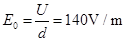 E₀ = U/d = 140V / m